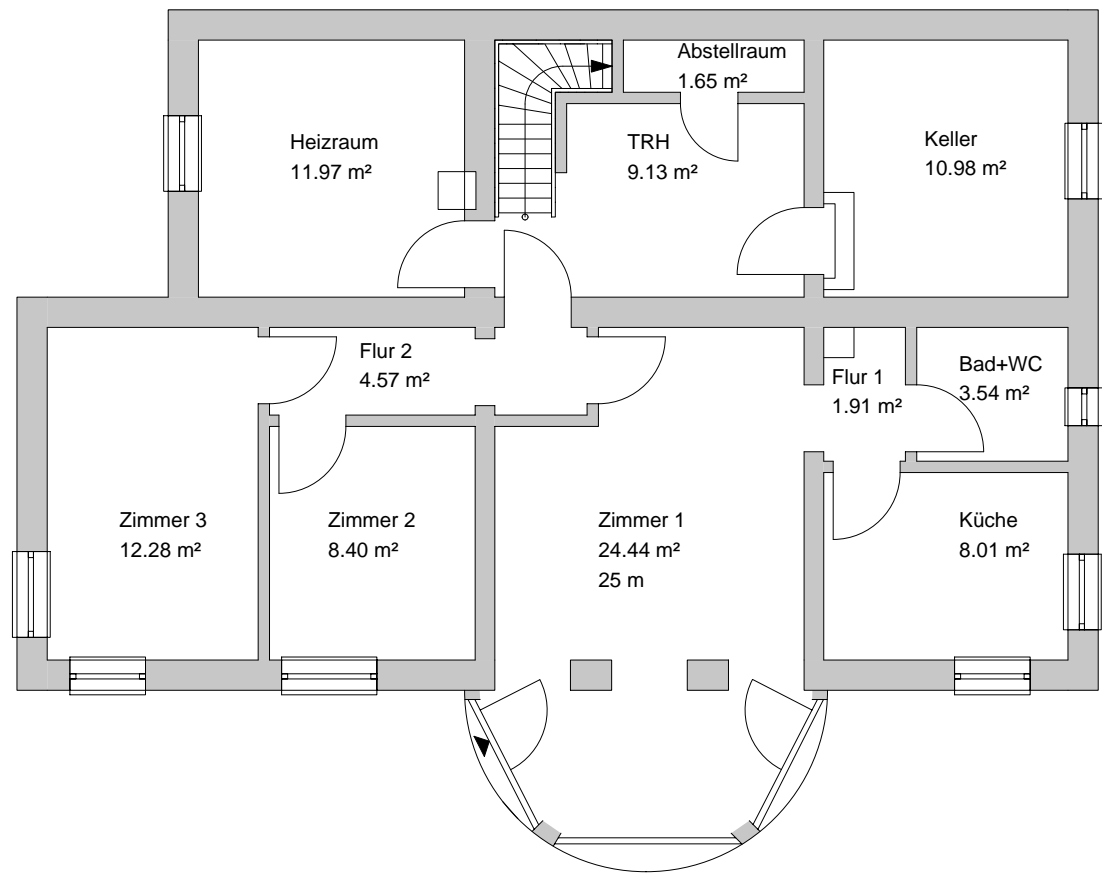 Abstellraum
1.65 m²
Heizraum
11.97 m²
TRH
9.13 m²
Keller
10.98 m²
Flur 2
4.57 m²
Flur 1
1.91 m²
Bad+WC
3.54 m²
Zimmer 3
12.28 m²
Zimmer 2
8.40 m²
Zimmer 1
24.44 m²
25 m
Küche
8.01 m²